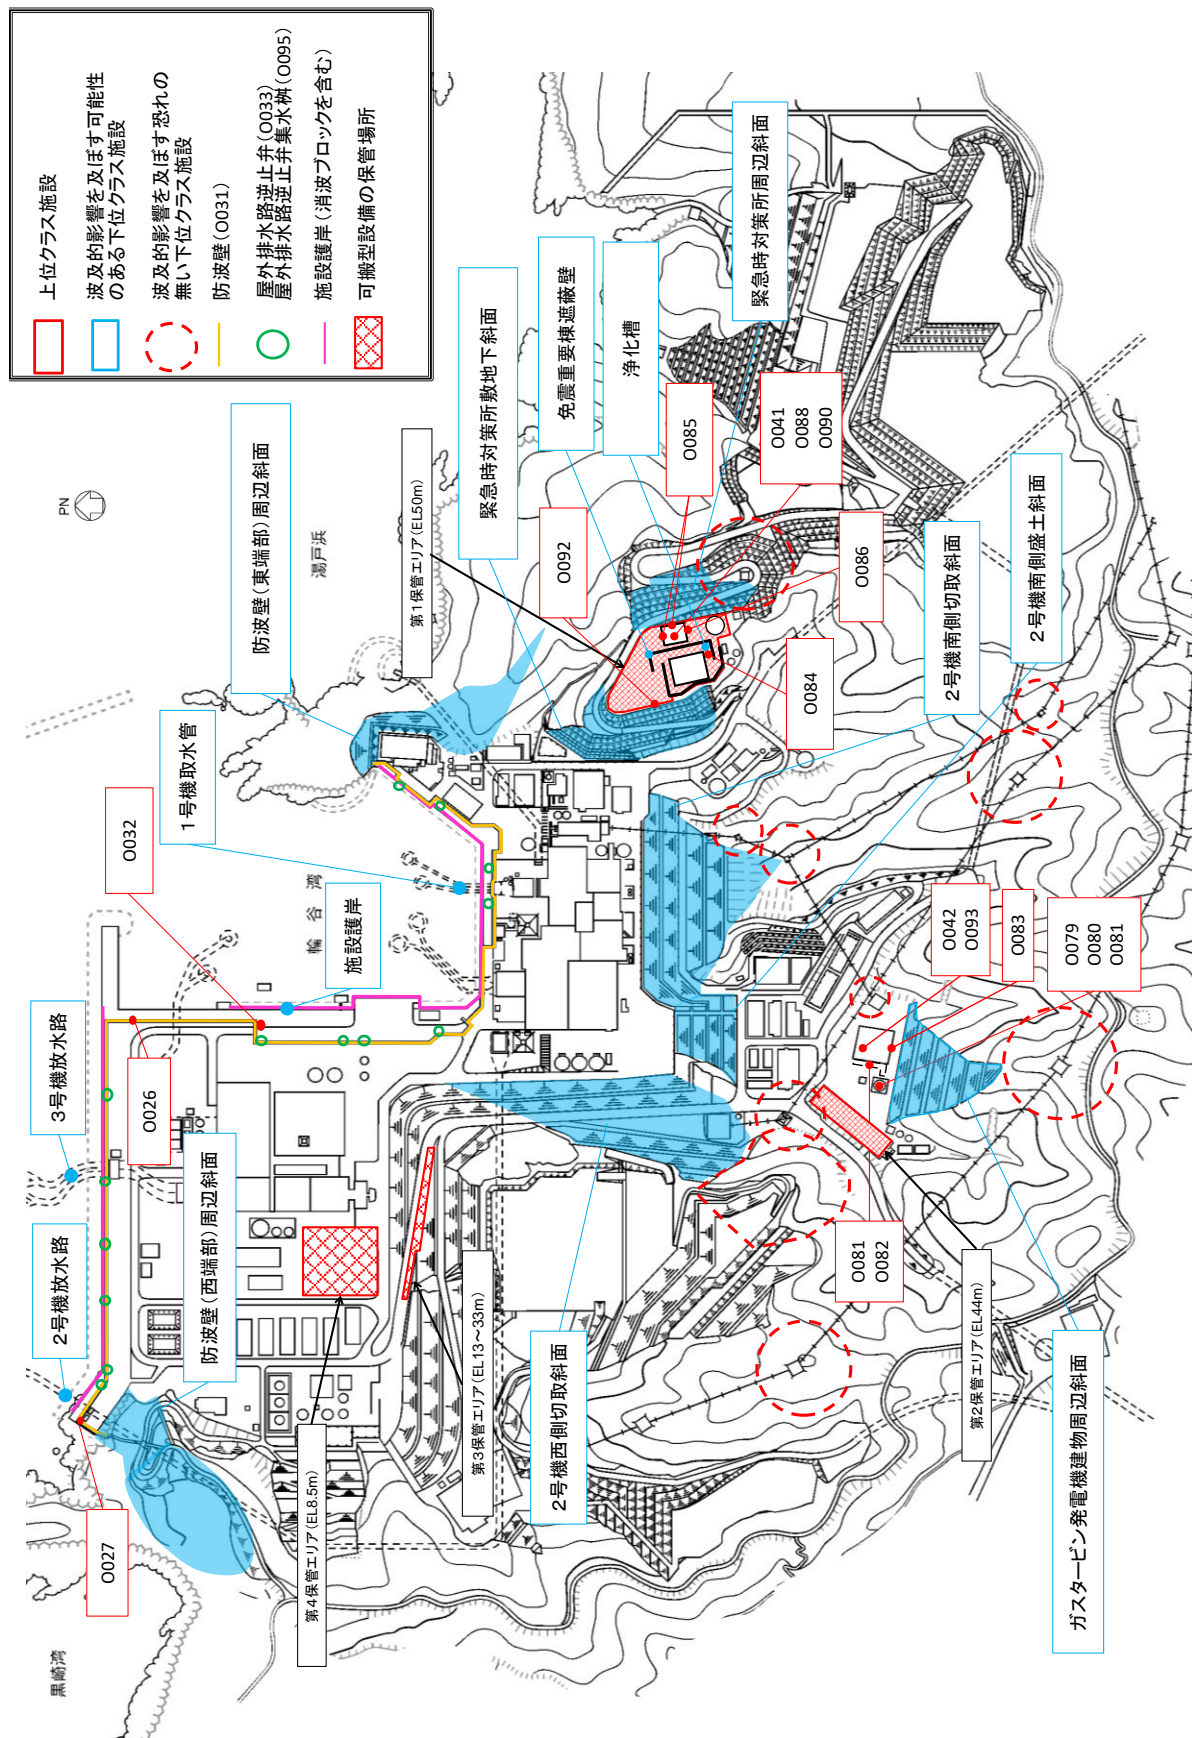 上位クラス施設
波及的影響を及ぼす可能性
のある下位クラス施設
波及的影響を及ぼす恐れの
無い下位クラス施設
防波壁(O031)
屋外排水路逆止弁(O033)
屋外排水路逆止弁集水桝(O095)
施設護岸(消波ブロックを含む)
可搬型設備の保管場所
PN
黒崎湾
湯戸浜
輪谷湾
O027
2号機放水路
3号機放水路
O026
O032
1号機取水管
施設護岸
防波壁(東端部)周辺斜面
防波壁(西端部)周辺斜面
第1保管エリア(EL50m)
緊急時対策所敷地下斜面
免震重要棟遮蔽壁
浄化槽
緊急時対策所周辺斜面
O092
O085
O041
O088
O090
O086
O084
2号機南側切取斜面
2号機南側盛土斜面
O042
O093
O083
O079
O080
O081
O081
O082
第4保管エリア(EL8.5m)
第3保管エリア(EL13～33m)
2号機西側切取斜面
第2保管エリア(EL44m)
ガスタービン発電機建物周辺斜面